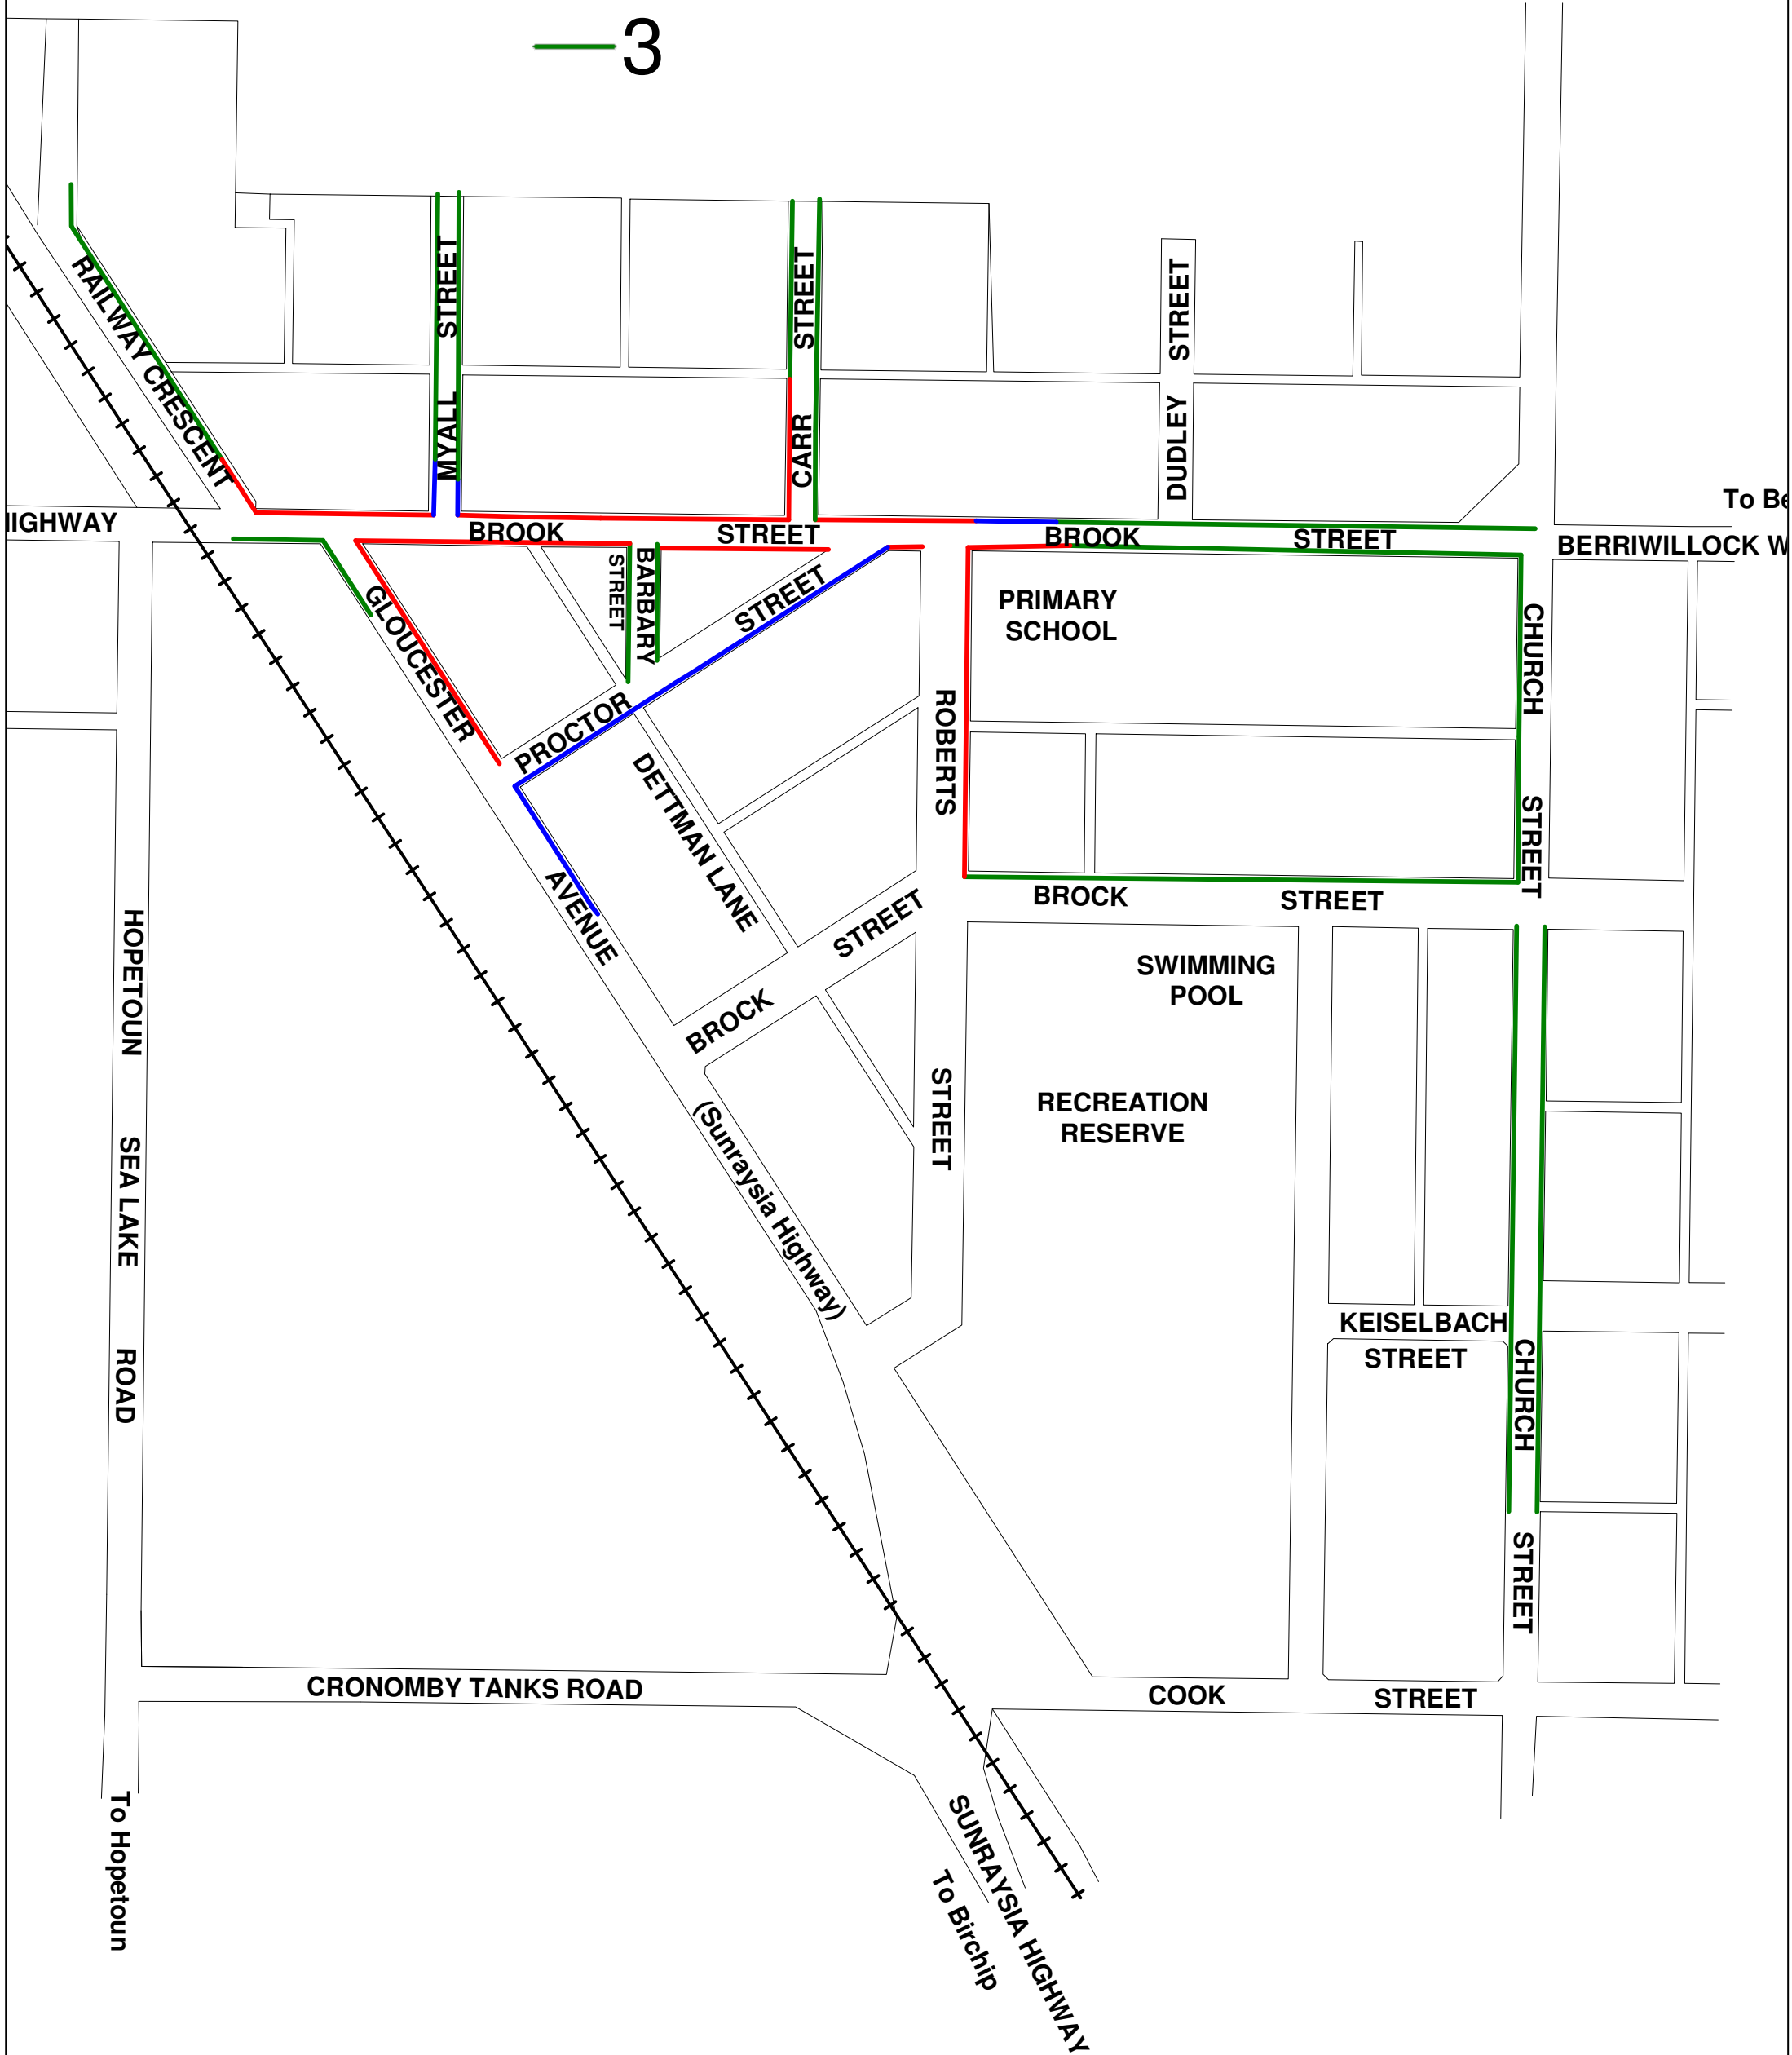 3
RAILWAY CRESCENT
MYALL STREET
CARR STREET
DUDLEY STREET
IGHWAY
BROOK STREET
BROOK STREET
To Be
BERRIWILLOCK W
GLOUCESTER
AVENUE
BARBARY
STREET
PROCTOR STREET
PRIMARY
SCHOOL
CHURCH STREET
ROBERTS
STREET
DETTMAN LANE
BROCK STREET
BROCK STREET
SWIMMING
POOL
HOPETOUN SEA LAKE ROAD
(Sunraysia Highway)
RECREATION
RESERVE
KEISELBACH
STREET
CHURCH
STREET
CRONOMBY TANKS ROAD
COOK STREET
To Hopetoun
SUNRAYSIA HIGHWAY
To Birchip